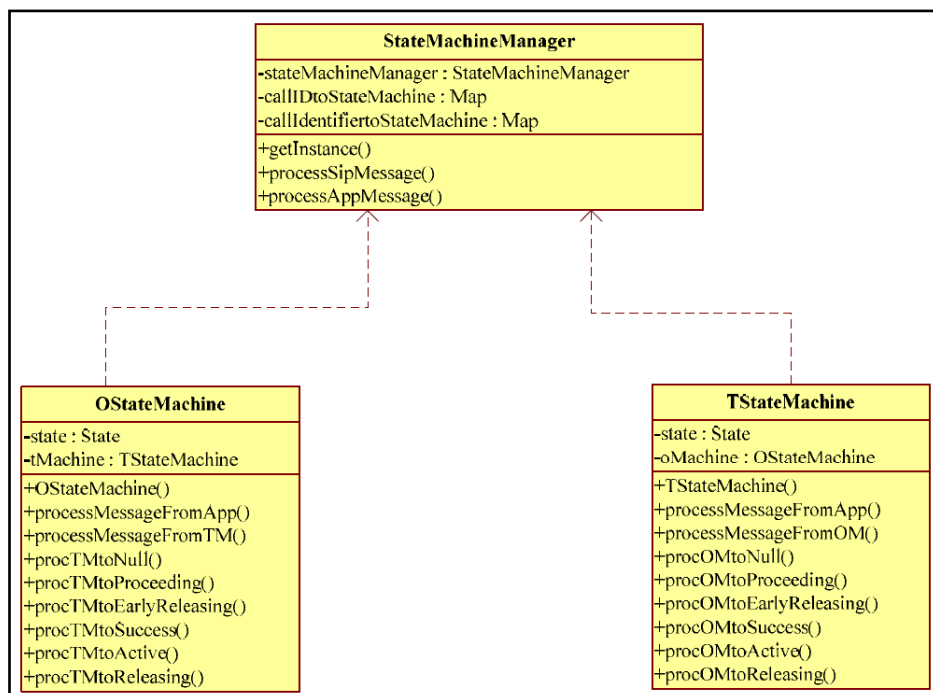 StateMachineManager
-stateMachineManager : StateMachineManager
-callIDtoStateMachine : Map
-callIdentifiertoStateMachine : Map
+getInstance()
+processSipMessage()
+processAppMessage()
OStateMachine
-state : State
-tMachine : TStateMachine
+OStateMachine()
+processMessageFromApp()
+processMessageFromTM()
+procTMtoNull()
+procTMtoProceeding()
+procTMtoEarlyReleasing()
+procTMtoSuccess()
+procTMtoActive()
+procTMtoReleasing()
TStateMachine
-state : State
-oMachine : OStateMachine
+TStateMachine()
+processMessageFromApp()
+processMessageFromOM()
+procOMtoNull()
+procOMtoProceeding()
+procOMtoEarlyReleasing()
+procOMtoSuccess()
+procOMtoActive()
+procOMtoReleasing()